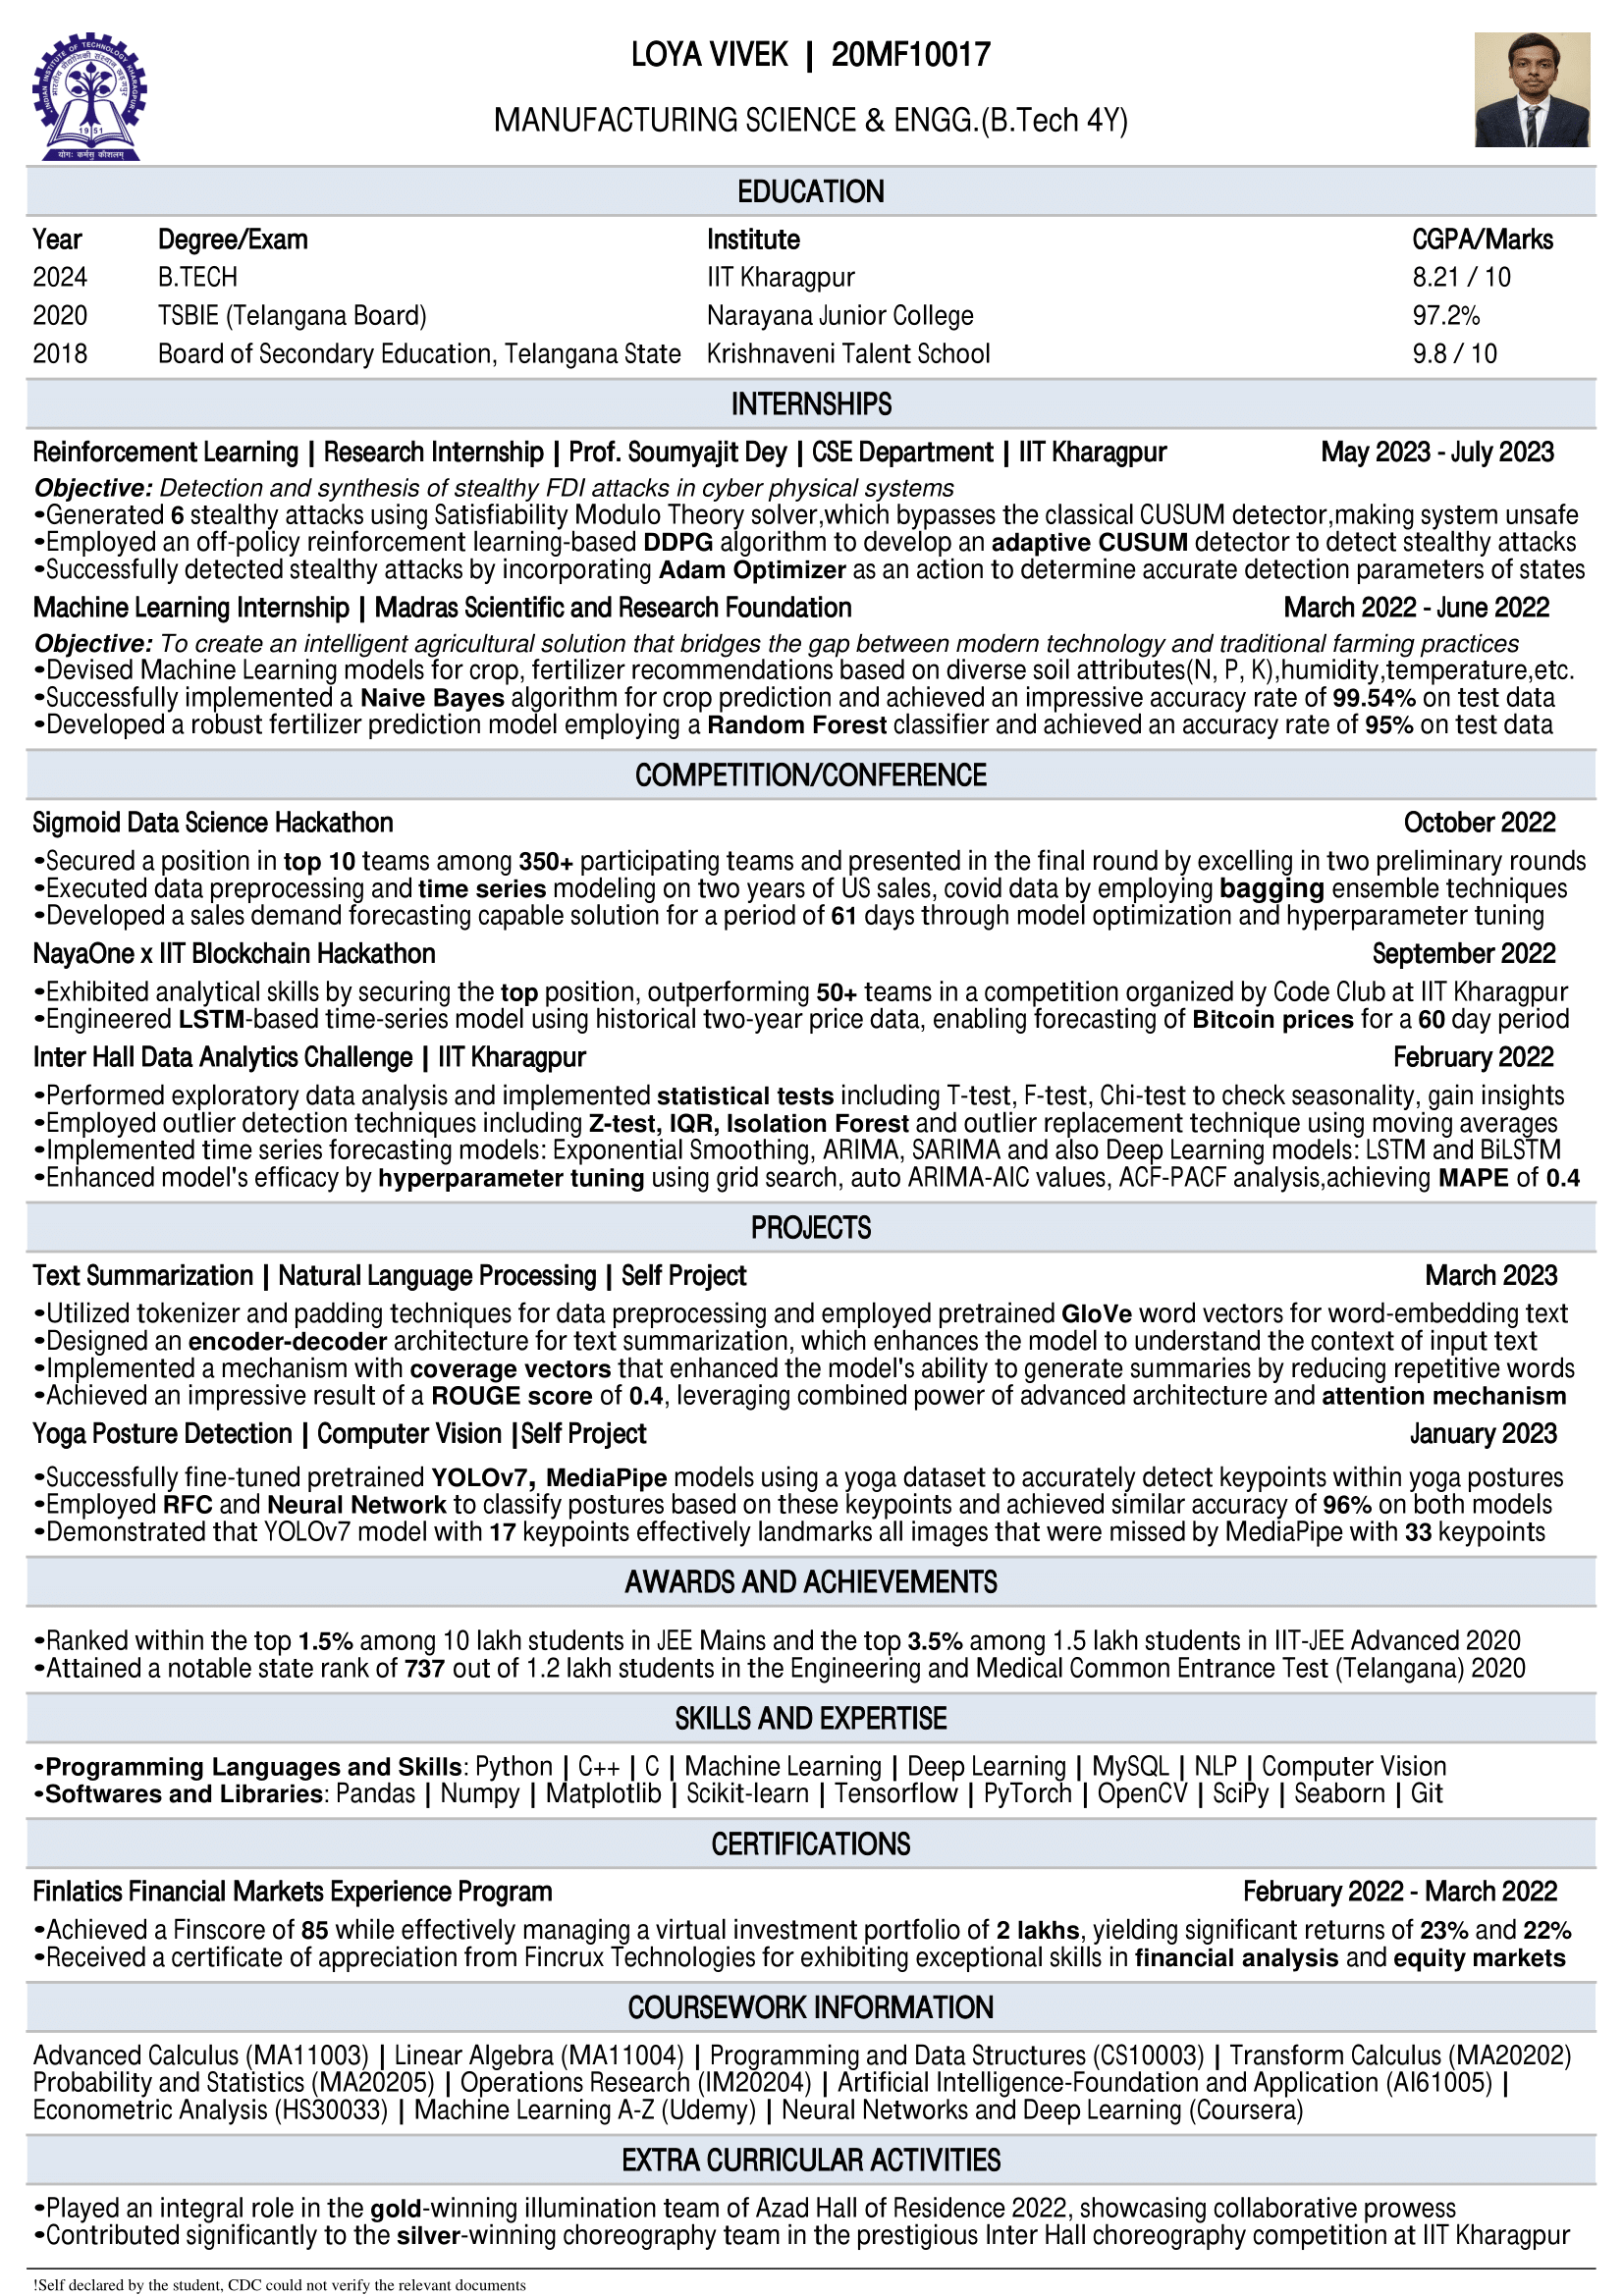 INDIAN INSTITUTE OF TECHNOLOGY KHARAGPUR
भारतीय प्रौद्योगिकी संस्थान खड़गपुर
1951
योगः कर्मसु कौशलम्
LOYA VIVEK | 20MF10017
MANUFACTURING SCIENCE & ENGG.(B.Tech 4Y)
EDUCATION
Year Degree/Exam Institute CGPA/Marks
2024 B.TECH IIT Kharagpur 8.21 / 10
2020 TSBIE (Telangana Board) Narayana Junior College 97.2%
2018 Board of Secondary Education, Telangana State Krishnaveni Talent School 9.8 / 10
INTERNSHIPS
Reinforcement Learning | Research Internship | Prof. Soumyajit Dey | CSE Department | IIT Kharagpur May 2023 - July 2023
Objective: Detection and synthesis of stealthy FDI attacks in cyber physical systems
•Generated 6 stealthy attacks using Satisfiability Modulo Theory solver,which bypasses the classical CUSUM detector,making system unsafe
•Employed an off-policy reinforcement learning-based DDPG algorithm to develop an adaptive CUSUM detector to detect stealthy attacks
•Successfully detected stealthy attacks by incorporating Adam Optimizer as an action to determine accurate detection parameters of states
Machine Learning Internship | Madras Scientific and Research Foundation March 2022 - June 2022
Objective: To create an intelligent agricultural solution that bridges the gap between modern technology and traditional farming practices
•Devised Machine Learning models for crop, fertilizer recommendations based on diverse soil attributes(N, P, K),humidity,temperature,etc.
•Successfully implemented a Naive Bayes algorithm for crop prediction and achieved an impressive accuracy rate of 99.54% on test data
•Developed a robust fertilizer prediction model employing a Random Forest classifier and achieved an accuracy rate of 95% on test data
COMPETITION/CONFERENCE
Sigmoid Data Science Hackathon October 2022
•Secured a position in top 10 teams among 350+ participating teams and presented in the final round by excelling in two preliminary rounds
•Executed data preprocessing and time series modeling on two years of US sales, covid data by employing bagging ensemble techniques
•Developed a sales demand forecasting capable solution for a period of 61 days through model optimization and hyperparameter tuning
NayaOne x IIT Blockchain Hackathon September 2022
•Exhibited analytical skills by securing the top position, outperforming 50+ teams in a competition organized by Code Club at IIT Kharagpur
•Engineered LSTM-based time-series model using historical two-year price data, enabling forecasting of Bitcoin prices for a 60 day period
Inter Hall Data Analytics Challenge | IIT Kharagpur February 2022
•Performed exploratory data analysis and implemented statistical tests including T-test, F-test, Chi-test to check seasonality, gain insights
•Employed outlier detection techniques including Z-test, IQR, Isolation Forest and outlier replacement technique using moving averages
•Implemented time series forecasting models: Exponential Smoothing, ARIMA, SARIMA and also Deep Learning models: LSTM and BiLSTM
•Enhanced model's efficacy by hyperparameter tuning using grid search, auto ARIMA-AIC values, ACF-PACF analysis,achieving MAPE of 0.4
PROJECTS
Text Summarization | Natural Language Processing | Self Project March 2023
•Utilized tokenizer and padding techniques for data preprocessing and employed pretrained GloVe word vectors for word-embedding text
•Designed an encoder-decoder architecture for text summarization, which enhances the model to understand the context of input text
•Implemented a mechanism with coverage vectors that enhanced the model's ability to generate summaries by reducing repetitive words
•Achieved an impressive result of a ROUGE score of 0.4, leveraging combined power of advanced architecture and attention mechanism
Yoga Posture Detection | Computer Vision |Self Project January 2023
•Successfully fine-tuned pretrained YOLOv7, MediaPipe models using a yoga dataset to accurately detect keypoints within yoga postures
•Employed RFC and Neural Network to classify postures based on these keypoints and achieved similar accuracy of 96% on both models
•Demonstrated that YOLOv7 model with 17 keypoints effectively landmarks all images that were missed by MediaPipe with 33 keypoints
AWARDS AND ACHIEVEMENTS
•Ranked within the top 1.5% among 10 lakh students in JEE Mains and the top 3.5% among 1.5 lakh students in IIT-JEE Advanced 2020
•Attained a notable state rank of 737 out of 1.2 lakh students in the Engineering and Medical Common Entrance Test (Telangana) 2020
SKILLS AND EXPERTISE
•Programming Languages and Skills: Python | C++ | C | Machine Learning | Deep Learning | MySQL | NLP | Computer Vision
•Softwares and Libraries: Pandas | Numpy | Matplotlib | Scikit-learn | Tensorflow | PyTorch | OpenCV | SciPy | Seaborn | Git
CERTIFICATIONS
Finlatics Financial Markets Experience Program February 2022 - March 2022
•Achieved a Finscore of 85 while effectively managing a virtual investment portfolio of 2 lakhs, yielding significant returns of 23% and 22%
•Received a certificate of appreciation from Fincrux Technologies for exhibiting exceptional skills in financial analysis and equity markets
COURSEWORK INFORMATION
Advanced Calculus (MA11003) | Linear Algebra (MA11004) | Programming and Data Structures (CS10003) | Transform Calculus (MA20202)
Probability and Statistics (MA20205) | Operations Research (IM20204) | Artificial Intelligence-Foundation and Application (AI61005) |
Econometric Analysis (HS30033) | Machine Learning A-Z (Udemy) | Neural Networks and Deep Learning (Coursera)
EXTRA CURRICULAR ACTIVITIES
•Played an integral role in the gold-winning illumination team of Azad Hall of Residence 2022, showcasing collaborative prowess
•Contributed significantly to the silver-winning choreography team in the prestigious Inter Hall choreography competition at IIT Kharagpur
!Self declared by the student, CDC could not verify the relevant documents